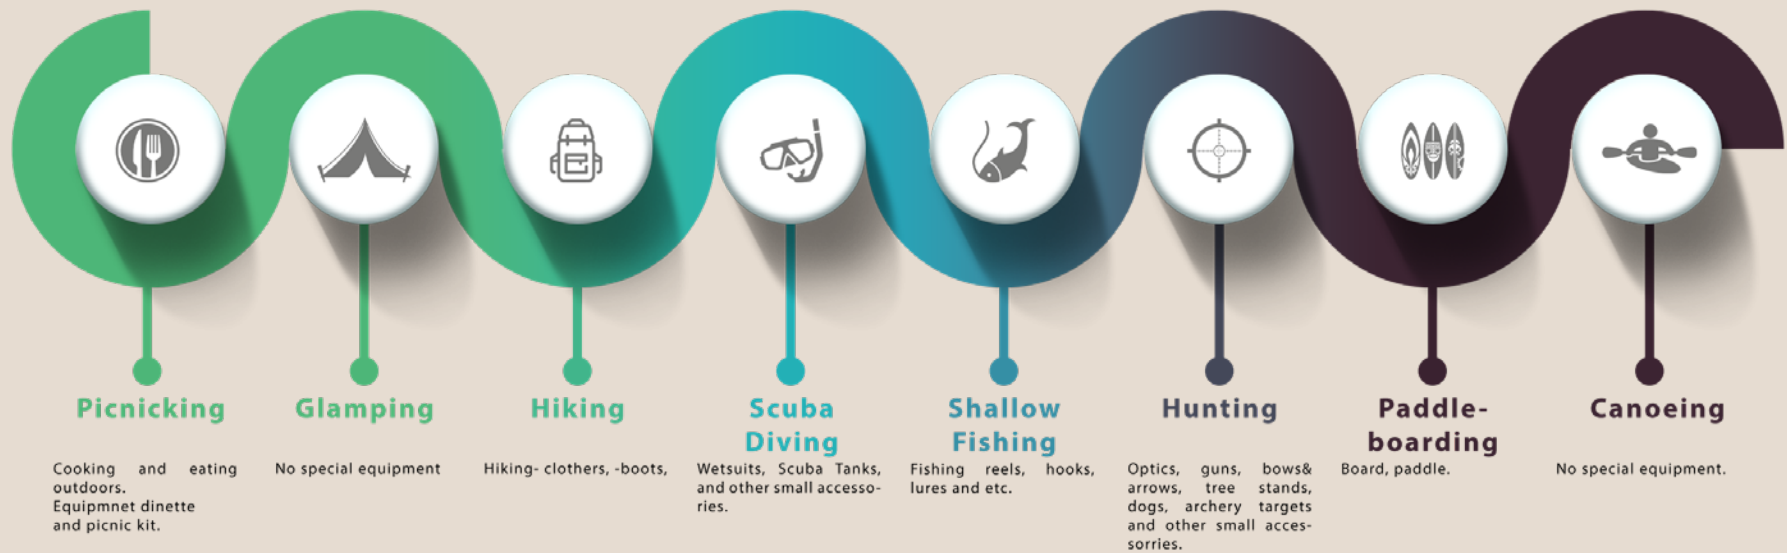 Picnicking
Cooking and eating
outdoors.
Equipmnet dinette
and picnic kit.
Glamping
No special equipment
Hiking
Hiking- clothers, -boots,
Scuba
Diving
Wetsuits, Scuba Tanks,
and other small accesso-
ries.
Shallow
Fishing
Fishing reels, hooks,
lures and etc.
Hunting
Optics, guns, bows&
arrows, tree stands,
dogs, archery targets
and other small acces-
sorries.
Paddle-
boarding
Board, paddle.
Canoeing
No special equipment.